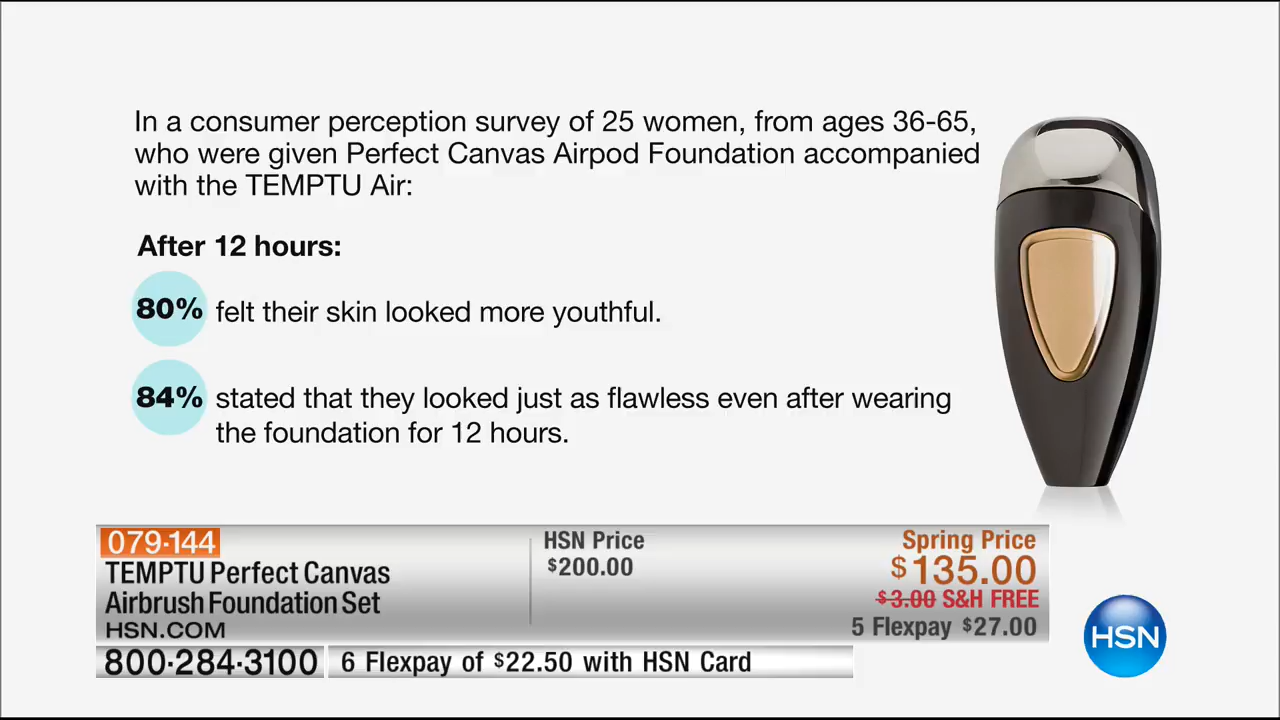 In a consumer perception survey of 25 women, from ages 36-65,
who were given Perfect Canvas Airpod Foundation accompanied
with the TEMPTU Air:
After 12 hours:
80% felt their skin looked more youthful.
84% stated that they looked just as flawless even after wearing
the foundation for 12 hours.
079-144
TEMPTU Perfect Canvas
Airbrush Foundation Set
HSN.COM
HSN Price
$200.00
Spring Price
$135.00
$3.00 S&H FREE
5 Flexpay $27.00
800·284·3100
6 Flexpay of $22.50 with HSN Card
HSN